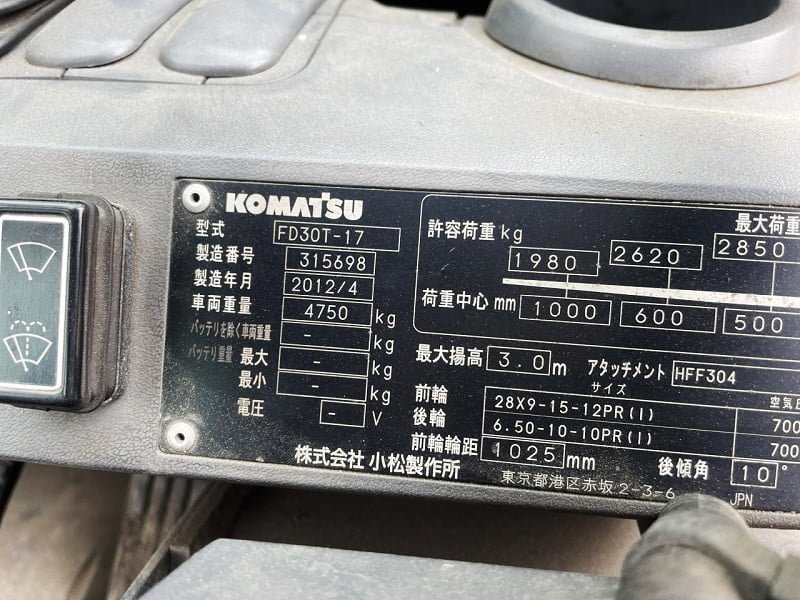 KOMATSU
型式 FD30T-17
製造番号 315698
製造年月 2012/4
車両重量 4750 kg
バッテリを除く車両重量 - kg
バッテリ重量 最大 - kg
最小 - kg
電圧 - V
最大荷重
許容荷重 kg 1980 2620 2850
荷重中心 mm 1000 600 500
最大揚高 3.0 m アタッチメント HFF304
サイズ 空気圧
前輪 28X9-15-12PR(I) 700
後輪 6.50-10-10PR(I) 700
前輪輪距 1025 mm 後傾角 10°
株式会社 小松製作所 東京都港区赤坂 2-3-6 JPN